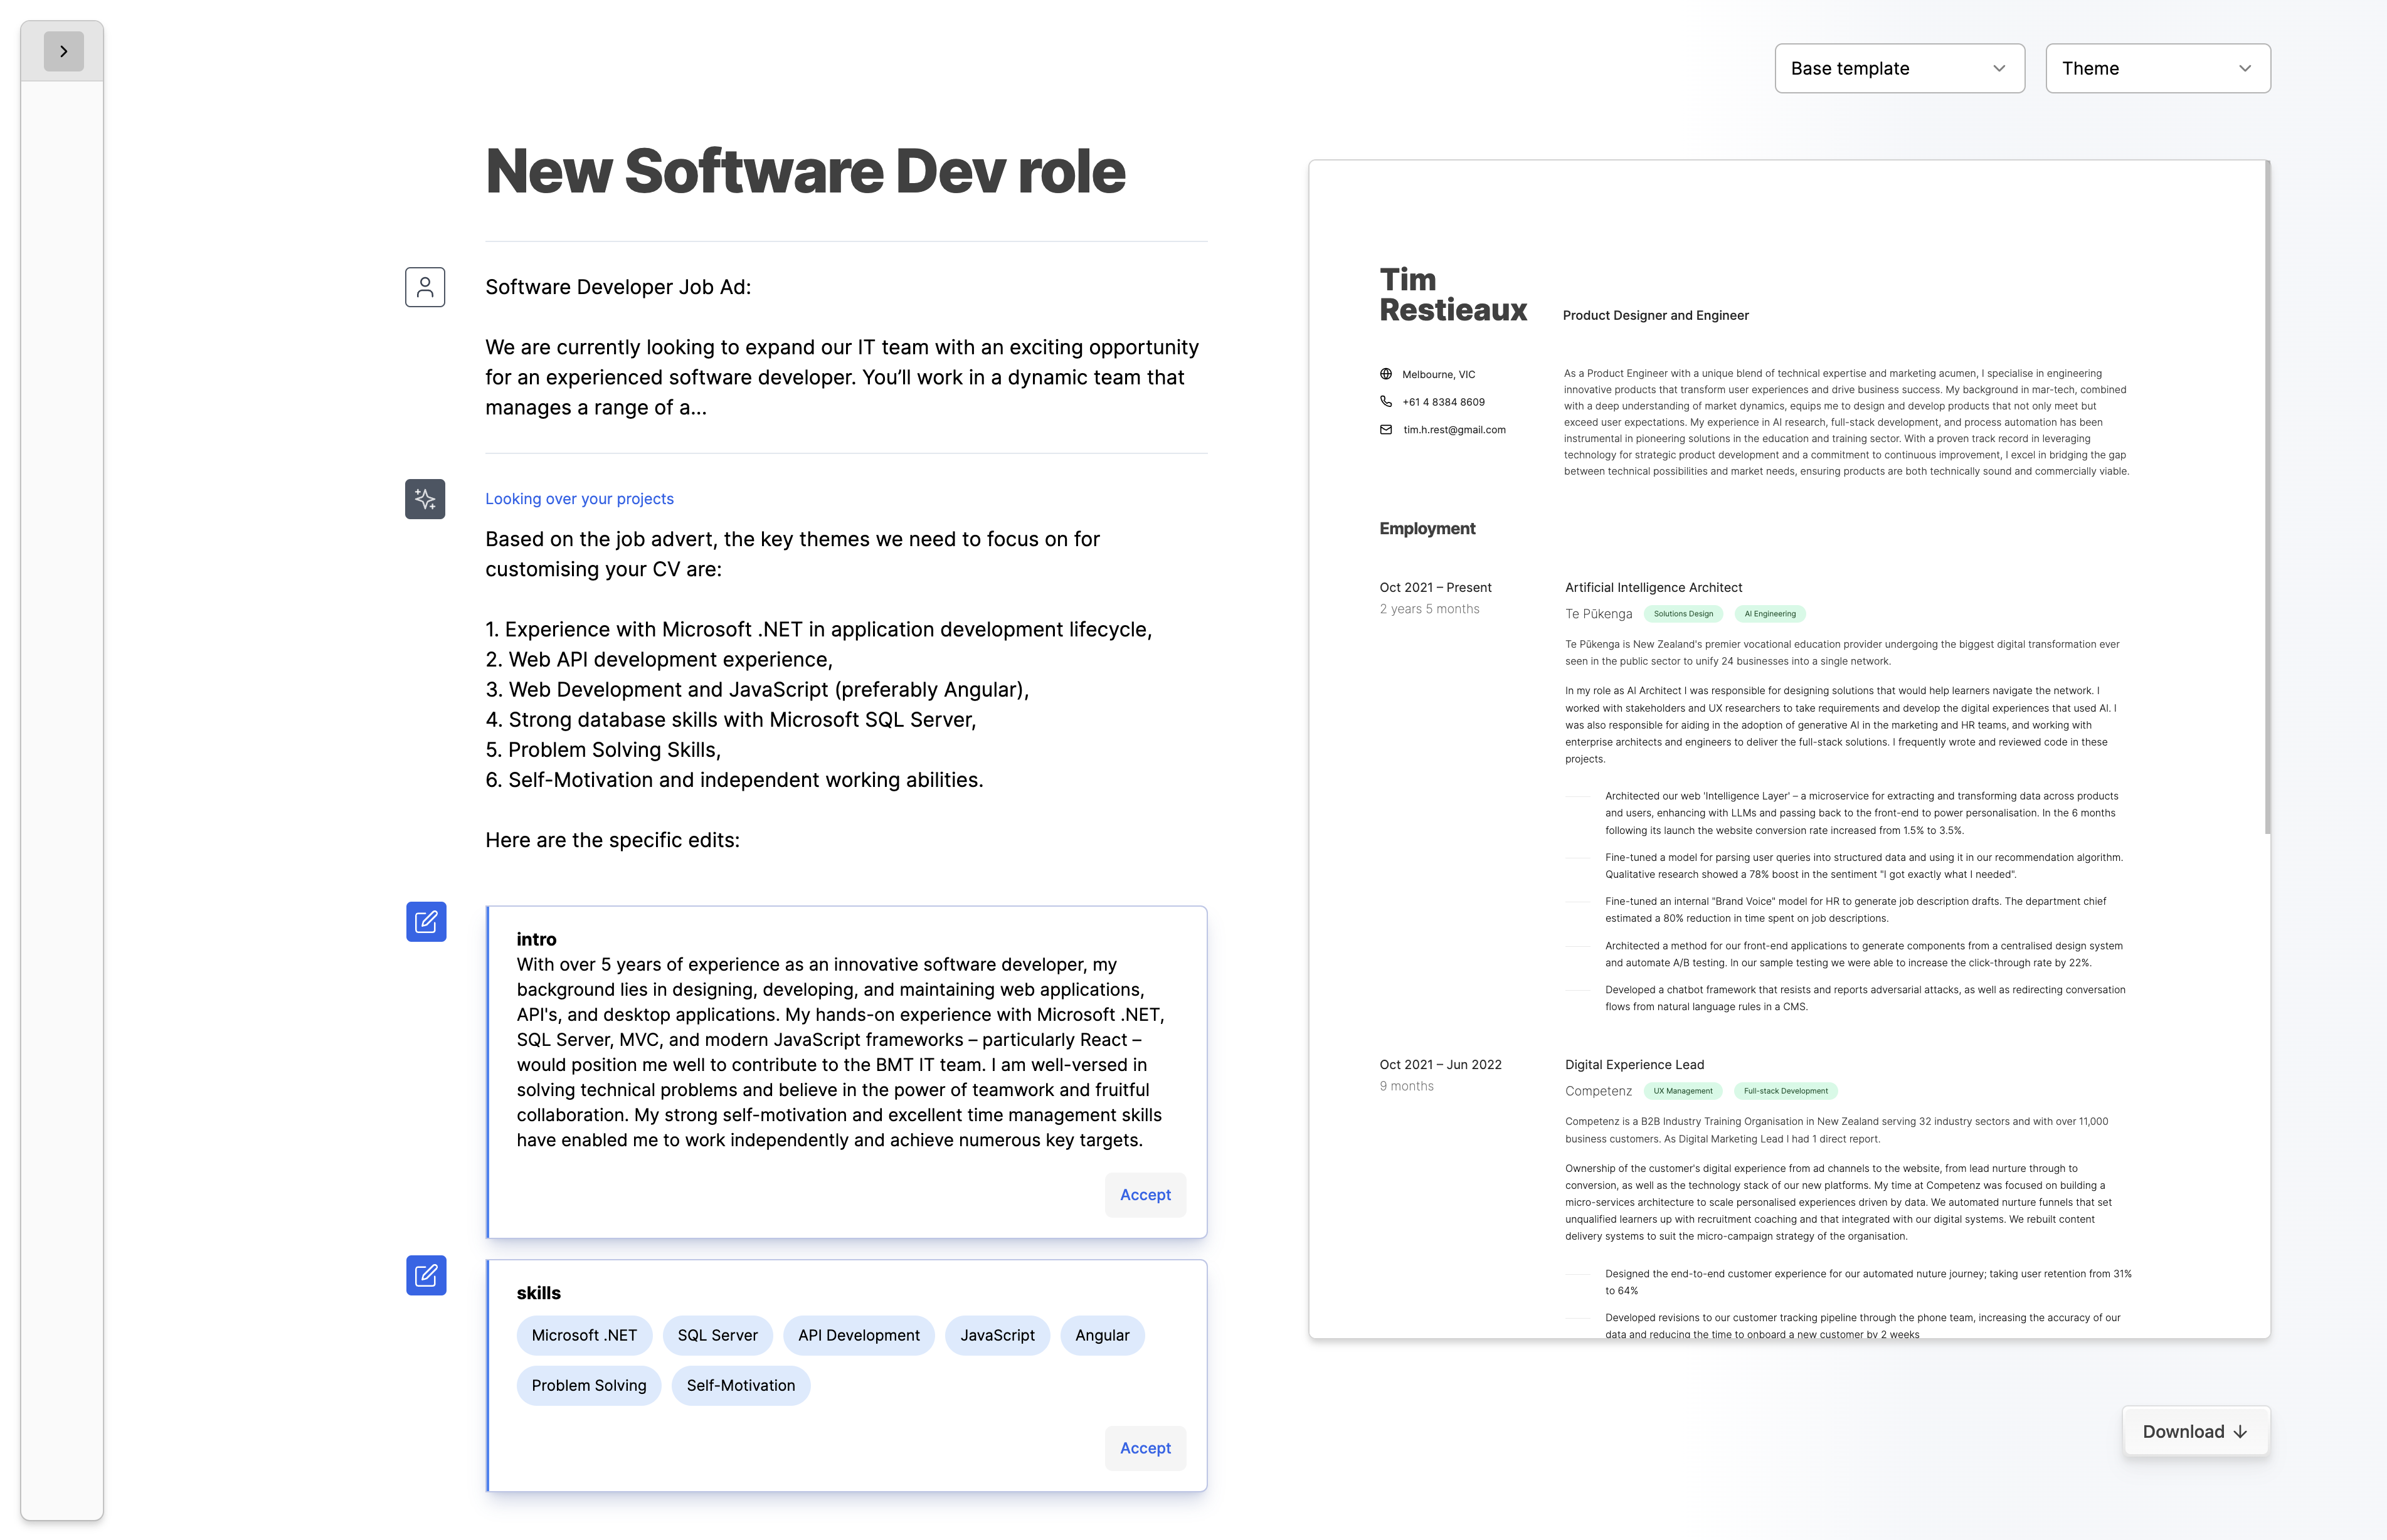 Base template
Theme
New Software Dev role
Software Developer Job Ad:
We are currently looking to expand our IT team with an exciting opportunity
for an experienced software developer. You’ll work in a dynamic team that
manages a range of a...
Looking over your projects
Based on the job advert, the key themes we need to focus on for
customising your CV are:
1. Experience with Microsoft .NET in application development lifecycle,
2. Web API development experience,
3. Web Development and JavaScript (preferably Angular),
4. Strong database skills with Microsoft SQL Server,
5. Problem Solving Skills,
6. Self-Motivation and independent working abilities.
Here are the specific edits:
intro
With over 5 years of experience as an innovative software developer, my
background lies in designing, developing, and maintaining web applications,
API's, and desktop applications. My hands-on experience with Microsoft .NET,
SQL Server, MVC, and modern JavaScript frameworks – particularly React –
would position me well to contribute to the BMT IT team. I am well-versed in
solving technical problems and believe in the power of teamwork and fruitful
collaboration. My strong self-motivation and excellent time management skills
have enabled me to work independently and achieve numerous key targets.
Accept
skills
Microsoft .NET SQL Server API Development JavaScript Angular
Problem Solving Self-Motivation
Accept
Tim
Restieaux
Product Designer and Engineer
Melbourne, VIC
+61 4 8384 8609
tim.h.rest@gmail.com
As a Product Engineer with a unique blend of technical expertise and marketing acumen, I specialise in engineering
innovative products that transform user experiences and drive business success. My background in mar-tech, combined
with a deep understanding of market dynamics, equips me to design and develop products that not only meet but
exceed user expectations. My experience in AI research, full-stack development, and process automation has been
instrumental in pioneering solutions in the education and training sector. With a proven track record in leveraging
technology for strategic product development and a commitment to continuous improvement, I excel in bridging the gap
between technical possibilities and market needs, ensuring products are both technically sound and commercially viable.
Employment
Oct 2021 – Present
2 years 5 months
Artificial Intelligence Architect
Te Pūkenga Solutions Design AI Engineering
Te Pūkenga is New Zealand's premier vocational education provider undergoing the biggest digital transformation ever
seen in the public sector to unify 24 businesses into a single network.
In my role as AI Architect I was responsible for designing solutions that would help learners navigate the network. I
worked with stakeholders and UX researchers to take requirements and develop the digital experiences that used AI. I
was also responsible for aiding in the adoption of generative AI in the marketing and HR teams, and working with
enterprise architects and engineers to deliver the full-stack solutions. I frequently wrote and reviewed code in these
projects.
Architected our web 'Intelligence Layer' – a microservice for extracting and transforming data across products
and users, enhancing with LLMs and passing back to the front-end to power personalisation. In the 6 months
following its launch the website conversion rate increased from 1.5% to 3.5%.
Fine-tuned a model for parsing user queries into structured data and using it in our recommendation algorithm.
Qualitative research showed a 78% boost in the sentiment "I got exactly what I needed".
Fine-tuned an internal "Brand Voice" model for HR to generate job description drafts. The department chief
estimated a 80% reduction in time spent on job descriptions.
Architected a method for our front-end applications to generate components from a centralised design system
and automate A/B testing. In our sample testing we were able to increase the click-through rate by 22%.
Developed a chatbot framework that resists and reports adversarial attacks, as well as redirecting conversation
flows from natural language rules in a CMS.
Oct 2021 – Jun 2022
9 months
Digital Experience Lead
Competenz UX Management Full-stack Development
Competenz is a B2B Industry Training Organisation in New Zealand serving 32 industry sectors and with over 11,000
business customers. As Digital Marketing Lead I had 1 direct report.
Ownership of the customer's digital experience from ad channels to the website, from lead nurture through to
conversion, as well as the technology stack of our new platforms. My time at Competenz was focused on building a
micro-services architecture to scale personalised experiences driven by data. We automated nurture funnels that set
unqualified learners up with recruitment coaching and that integrated with our digital systems. We rebuilt content
delivery systems to suit the micro-campaign strategy of the organisation.
Designed the end-to-end customer experience for our automated nuture journey; taking user retention from 31%
to 64%
Developed revisions to our customer tracking pipeline through the phone team, increasing the accuracy of our
data and reducing the time to onboard a new customer by 2 weeks
Download